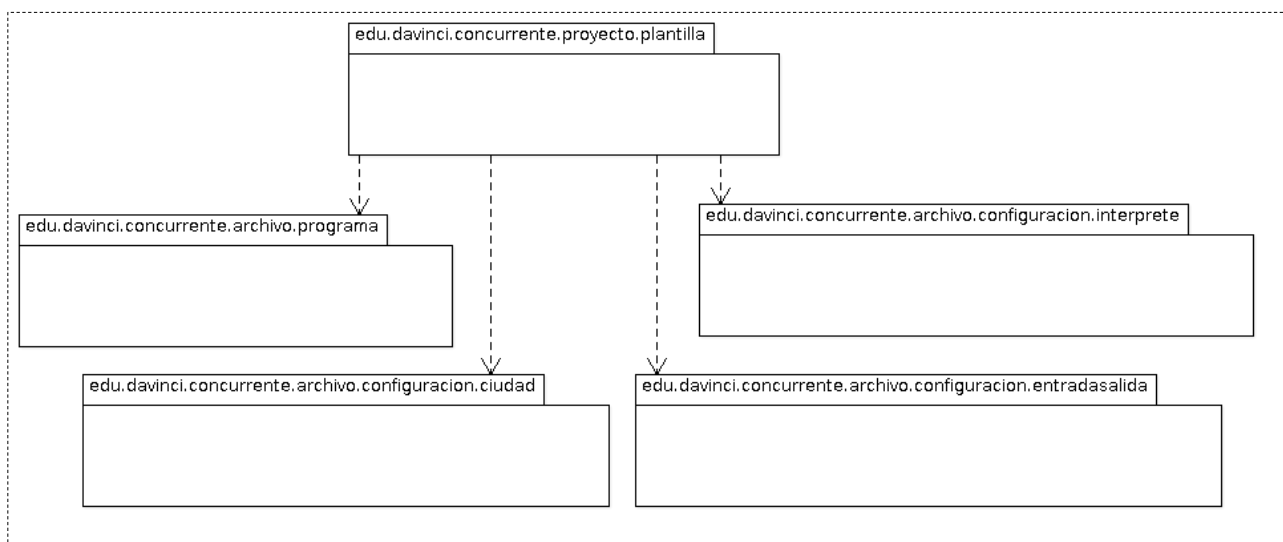 edu.davinci.concurrente.proyecto.plantilla
edu.davinci.concurrente.archivo.programa
edu.davinci.concurrente.archivo.configuracion.interprete
edu.davinci.concurrente.archivo.configuracion.ciudad
edu.davinci.concurrente.archivo.configuracion.entradasalida